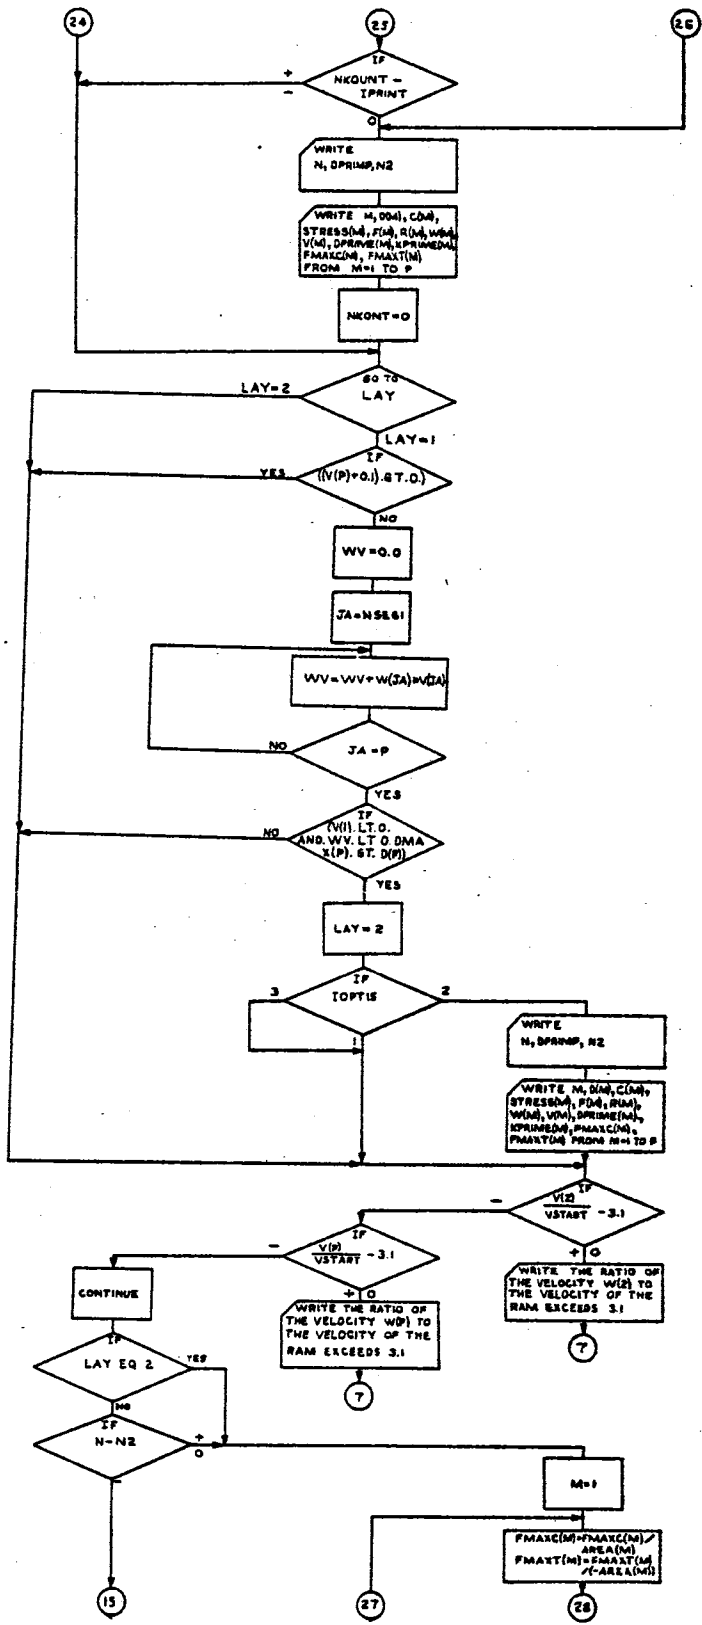 24
25
26
IF
NKOUNT -
IPRINT
+
-
0
WRITE
N, DPRIMP, N2
WRITE M, D(M), C(M),
STRESS(M), F(M), R(M), W(M),
V(M), DPRIME(M), KPRIME(M),
FMAXC(M), FMAXT(M)
FROM M=1 TO P
NKONT=0
GO TO
LAY
LAY=2
LAY=1
IF
((V(P)+0.1).GT.0.)
YES
NO
WV=0.0
JA=NSEG1
WV=WV+W(JA)*V(JA)
JA=P
NO
YES
IF
(V(1).LT.0.
AND.WV.LT.0.DMA
X(P).GT.D(P))
NO
YES
LAY=2
IF
IOPT15
3
2
1
WRITE
N, DPRIMP, N2
WRITE M, D(M), C(M),
STRESS(M), F(M), R(M),
W(M), V(M), DPRIME(M),
KPRIME(M), FMAXC(M),
FMAXT(M) FROM M=1 TO P
IF
V(2)
VSTART -3.1
-
+ 0
IF
V(P)
VSTART -3.1
-
+ 0
WRITE THE RATIO OF
THE VELOCITY W(2) TO
THE VELOCITY OF THE
RAM EXCEEDS 3.1
7
WRITE THE RATIO OF
THE VELOCITY W(P) TO
THE VELOCITY OF THE
RAM EXCEEDS 3.1
7
CONTINUE
IF
LAY EQ 2
YES
NO
IF
N-N2
+
0
-
M=1
FMAXC(M)=FMAXC(M)/
AREA(M)
FMAXT(M)=FMAXT(M)
/(-AREA(M))
15
27
28